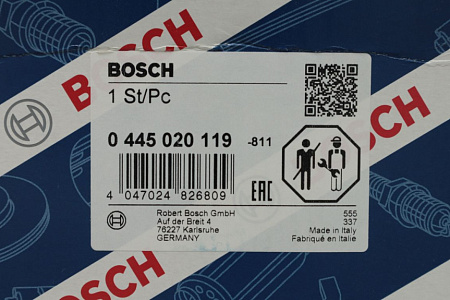 BOSCH
BOSCH
1 St/Pc
0 445 020 119 -811
4 047024 826809
EAC
Robert Bosch GmbH
Auf der Breit 4
76227 Karlsruhe
GERMANY
555
337
Made in Italy
Fabriqué en Italie
BOSCH